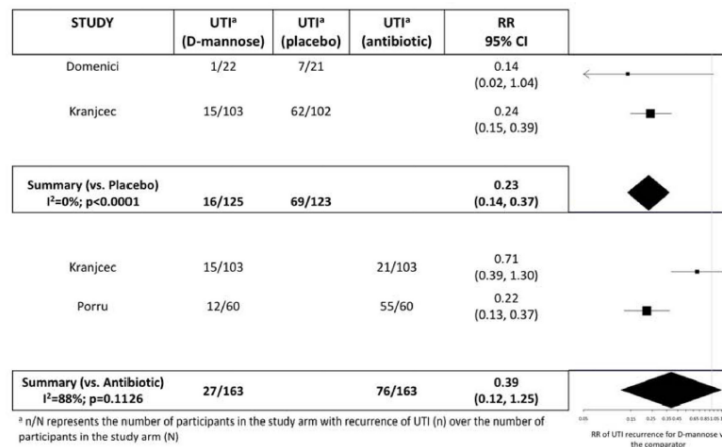 STUDY UTIᵃ UTIᵃ UTIᵃ RR
(D-mannose) (placebo) (antibiotic) 95% CI
Domenici 1/22 7/21 0.14
(0.02, 1.04)
Kranjcec 15/103 62/102 0.24
(0.15, 0.39)
Summary (vs. Placebo) 0.23
I²=0%; p<0.0001 16/125 69/123 (0.14, 0.37)
Kranjcec 15/103 21/103 0.71
(0.39, 1.30)
Porru 12/60 55/60 0.22
(0.13, 0.37)
Summary (vs. Antibiotic) 0.39
I²=88%; p=0.1126 27/163 76/163 (0.12, 1.25)
ᵃ n/N represents the number of participants in the study arm with recurrence of UTI (n) over the number of
participants in the study arm (N)
RR of UTI recurrence for D-mannose
the comparator